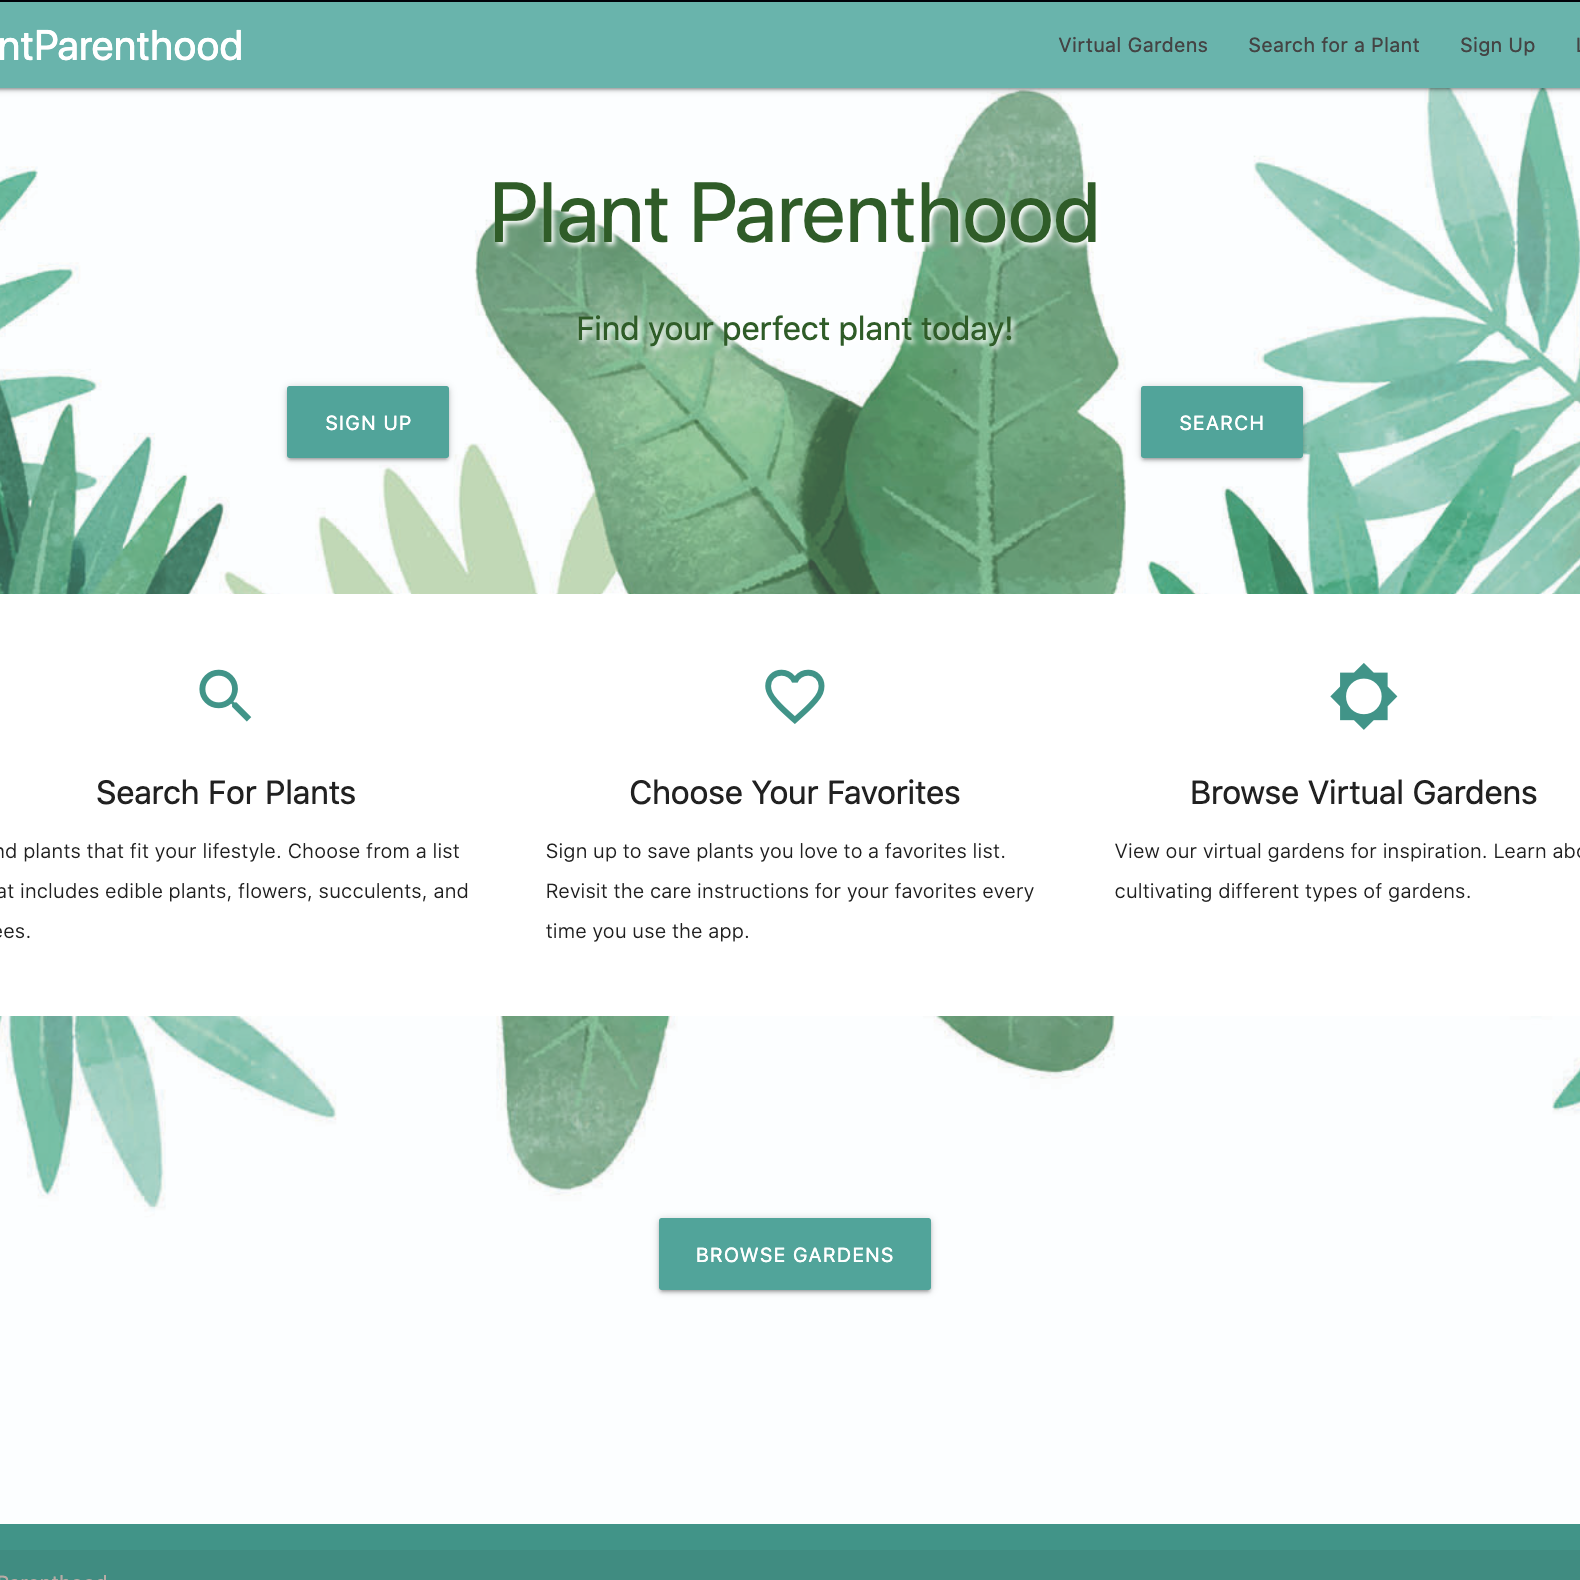 ntParenthood
Virtual Gardens Search for a Plant Sign Up
Plant Parenthood
Find your perfect plant today!
SIGN UP SEARCH
Search For Plants
nd plants that fit your lifestyle. Choose from a list
at includes edible plants, flowers, succulents, and
ees.
Choose Your Favorites
Sign up to save plants you love to a favorites list.
Revisit the care instructions for your favorites every
time you use the app.
Browse Virtual Gardens
View our virtual gardens for inspiration. Learn abo
cultivating different types of gardens.
BROWSE GARDENS
Parenthood